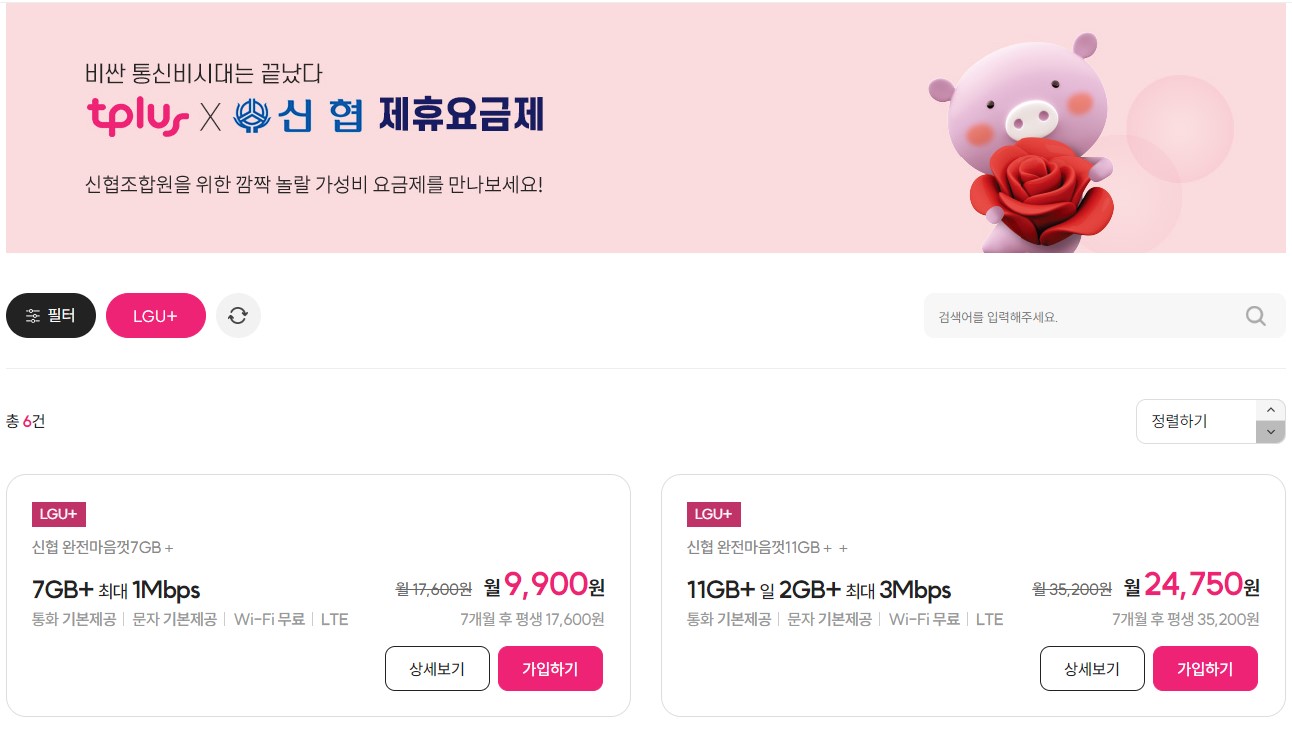 비싼 통신비시대는 끝났다
tplus X 신협 제휴요금제
신협조합원을 위한 깜짝 놀랄 가성비 요금제를 만나보세요!
필터 LGU+ 검색어를 입력해주세요.
총 6건 정렬하기
LGU+
신협 완전마음껏7GB +
7GB+ 최대 1Mbps 월 17,600원 월 9,900원
통화 기본제공 | 문자 기본제공 | Wi-Fi 무료 | LTE 7개월 후 평생 17,600원
상세보기 가입하기
LGU+
신협 완전마음껏11GB + +
11GB+ 일 2GB+ 최대 3Mbps 월 35,200원 월 24,750원
통화 기본제공 | 문자 기본제공 | Wi-Fi 무료 | LTE 7개월 후 평생 35,200원
상세보기 가입하기